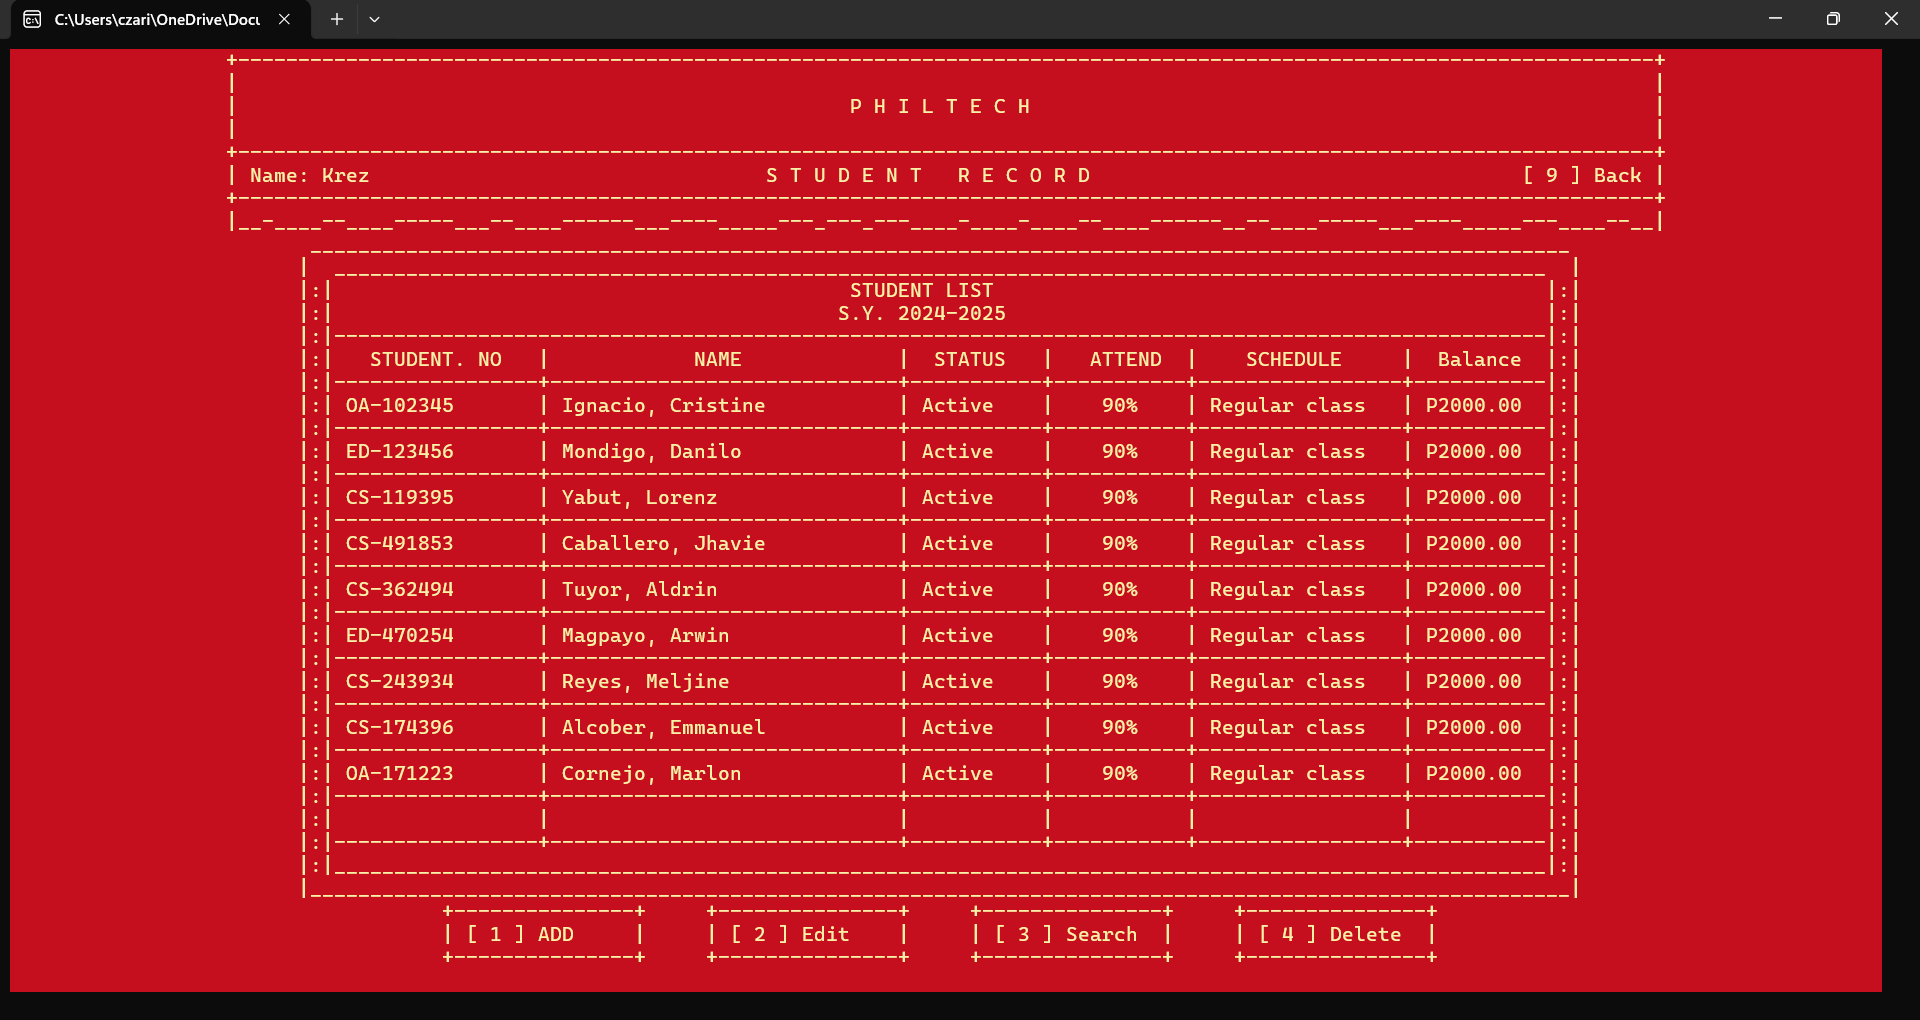 C:\Users\czari\OneDrive\Docu
P H I L T E C H
Name: Krez S T U D E N T R E C O R D [ 9 ] Back
STUDENT LIST
S.Y. 2024-2025
STUDENT. NO | NAME | STATUS | ATTEND | SCHEDULE | Balance
OA-102345 | Ignacio, Cristine | Active | 90% | Regular class | P2000.00
ED-123456 | Mondigo, Danilo | Active | 90% | Regular class | P2000.00
CS-119395 | Yabut, Lorenz | Active | 90% | Regular class | P2000.00
CS-491853 | Caballero, Jhavie | Active | 90% | Regular class | P2000.00
CS-362494 | Tuyor, Aldrin | Active | 90% | Regular class | P2000.00
ED-470254 | Magpayo, Arwin | Active | 90% | Regular class | P2000.00
CS-243934 | Reyes, Meljine | Active | 90% | Regular class | P2000.00
CS-174396 | Alcober, Emmanuel | Active | 90% | Regular class | P2000.00
OA-171223 | Cornejo, Marlon | Active | 90% | Regular class | P2000.00
[ 1 ] ADD | [ 2 ] Edit | [ 3 ] Search | [ 4 ] Delete